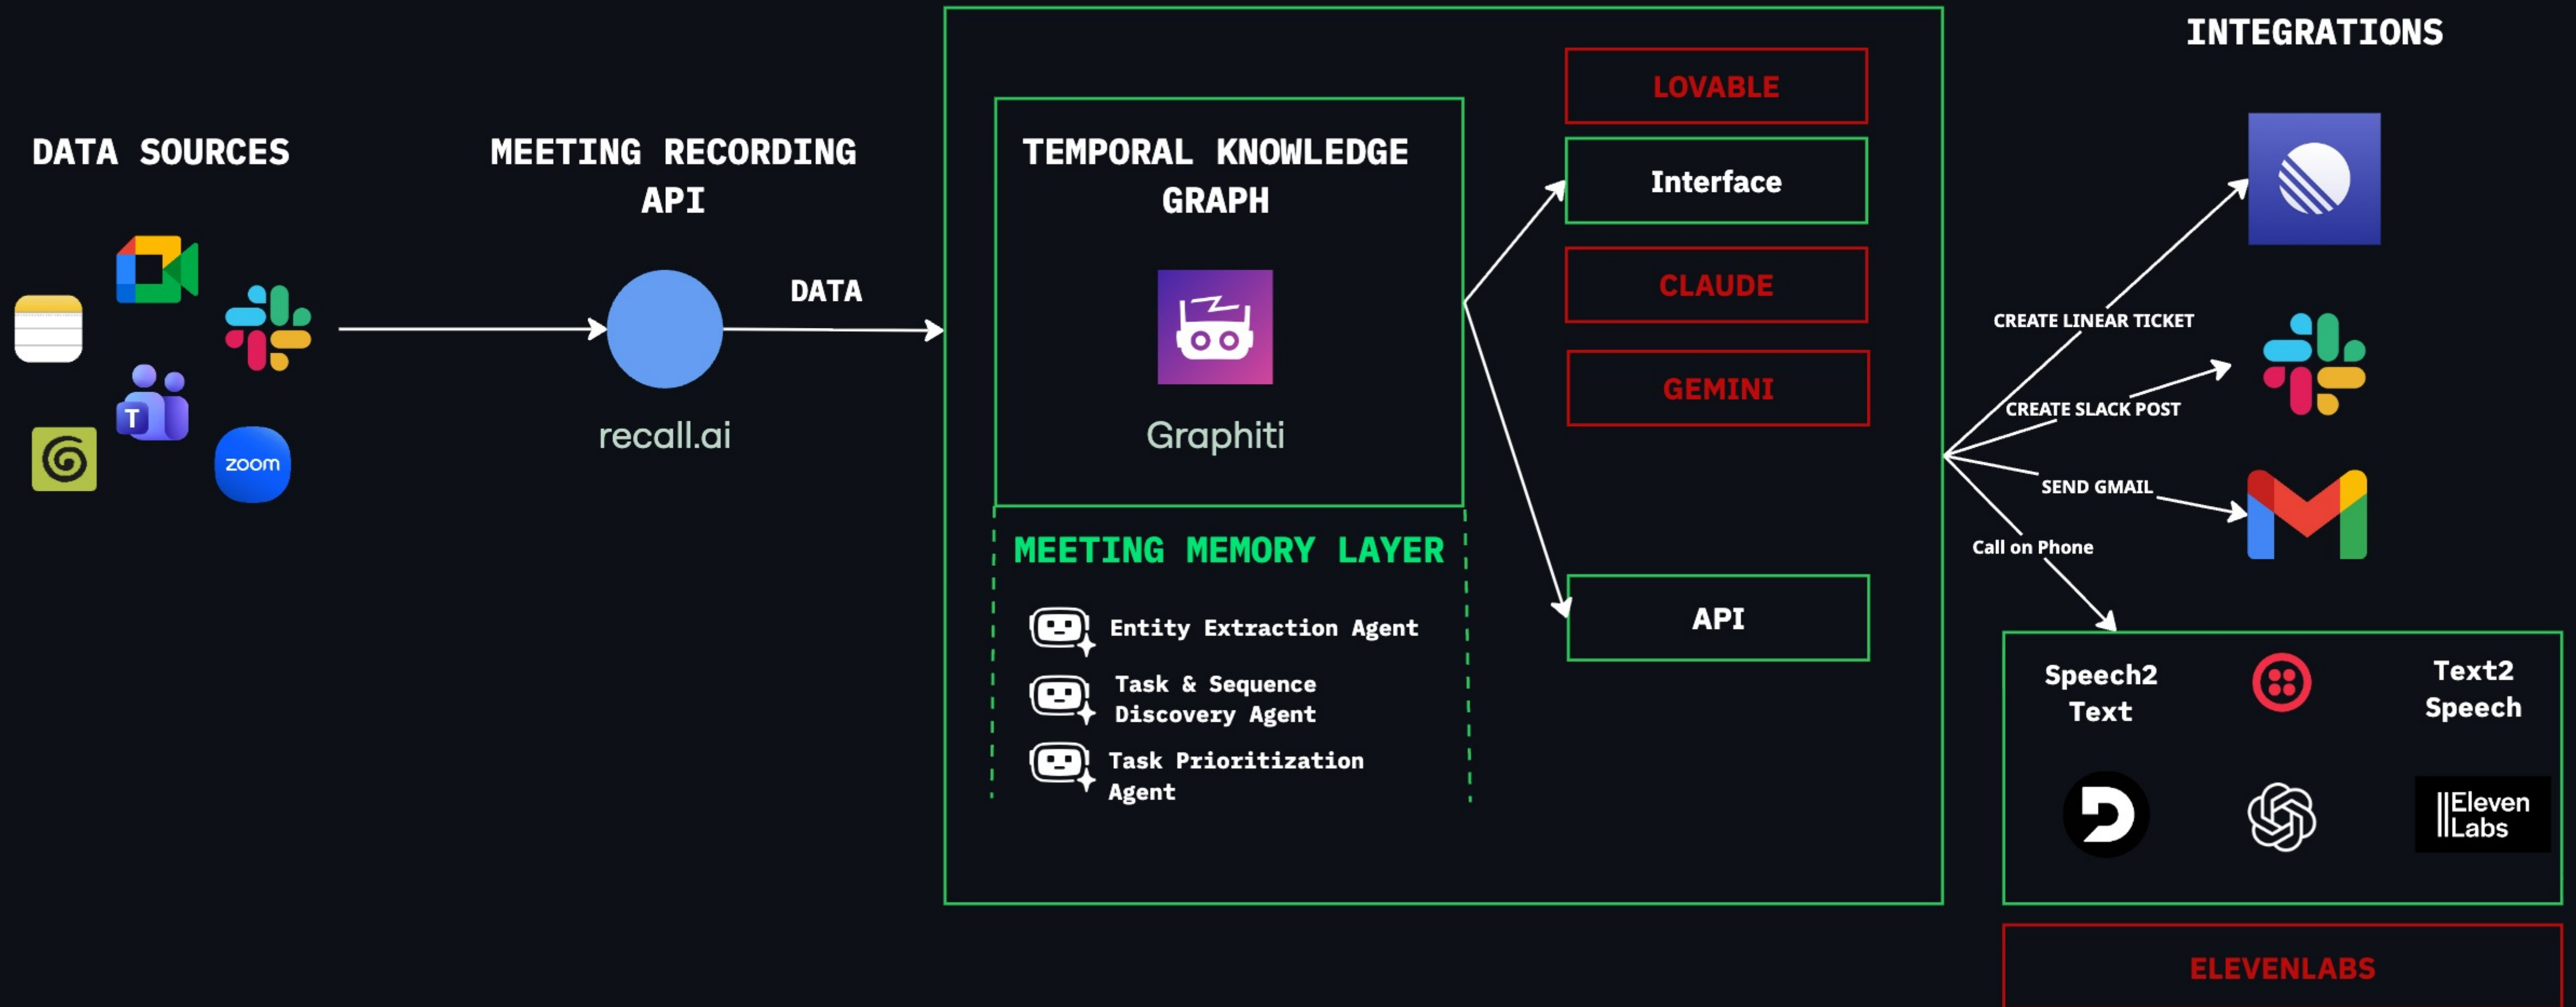 DATA SOURCES
T
zoom
MEETING RECORDING
API
recall.ai
DATA
TEMPORAL KNOWLEDGE
GRAPH
Graphiti
MEETING MEMORY LAYER
Entity Extraction Agent
Task & Sequence
Discovery Agent
Task Prioritization
Agent
LOVABLE
Interface
CLAUDE
GEMINI
API
INTEGRATIONS
CREATE LINEAR TICKET
CREATE SLACK POST
SEND GMAIL
Call on Phone
Speech2
Text
Text2
Speech
||Eleven
Labs
ELEVENLABS